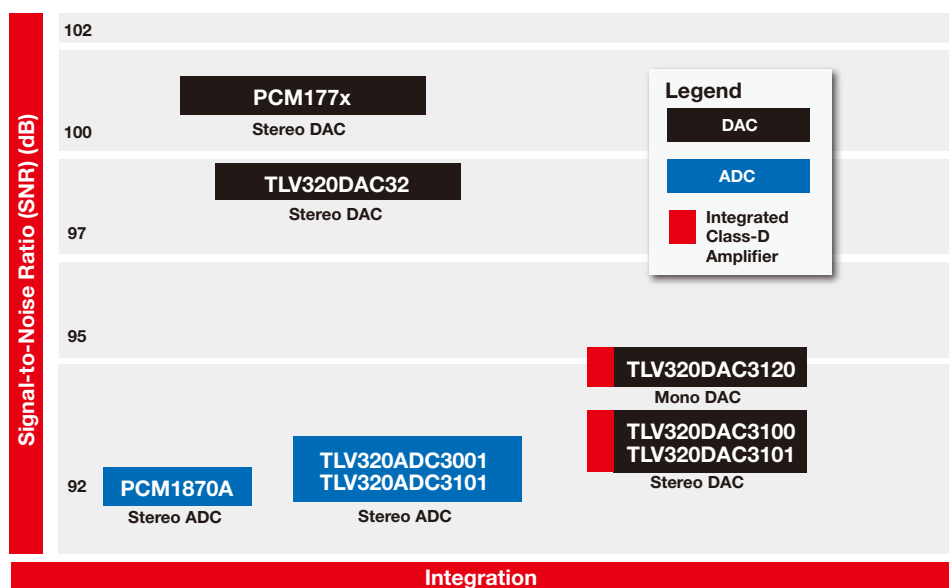 Signal-to-Noise Ratio (SNR) (dB)
102
100
97
95
92
PCM177x
Stereo DAC
TLV320DAC32
Stereo DAC
Legend
DAC
ADC
Integrated
Class-D
Amplifier
TLV320DAC3120
Mono DAC
TLV320DAC3100
TLV320DAC3101
Stereo DAC
TLV320ADC3001
TLV320ADC3101
Stereo ADC
PCM1870A
Stereo ADC
Integration